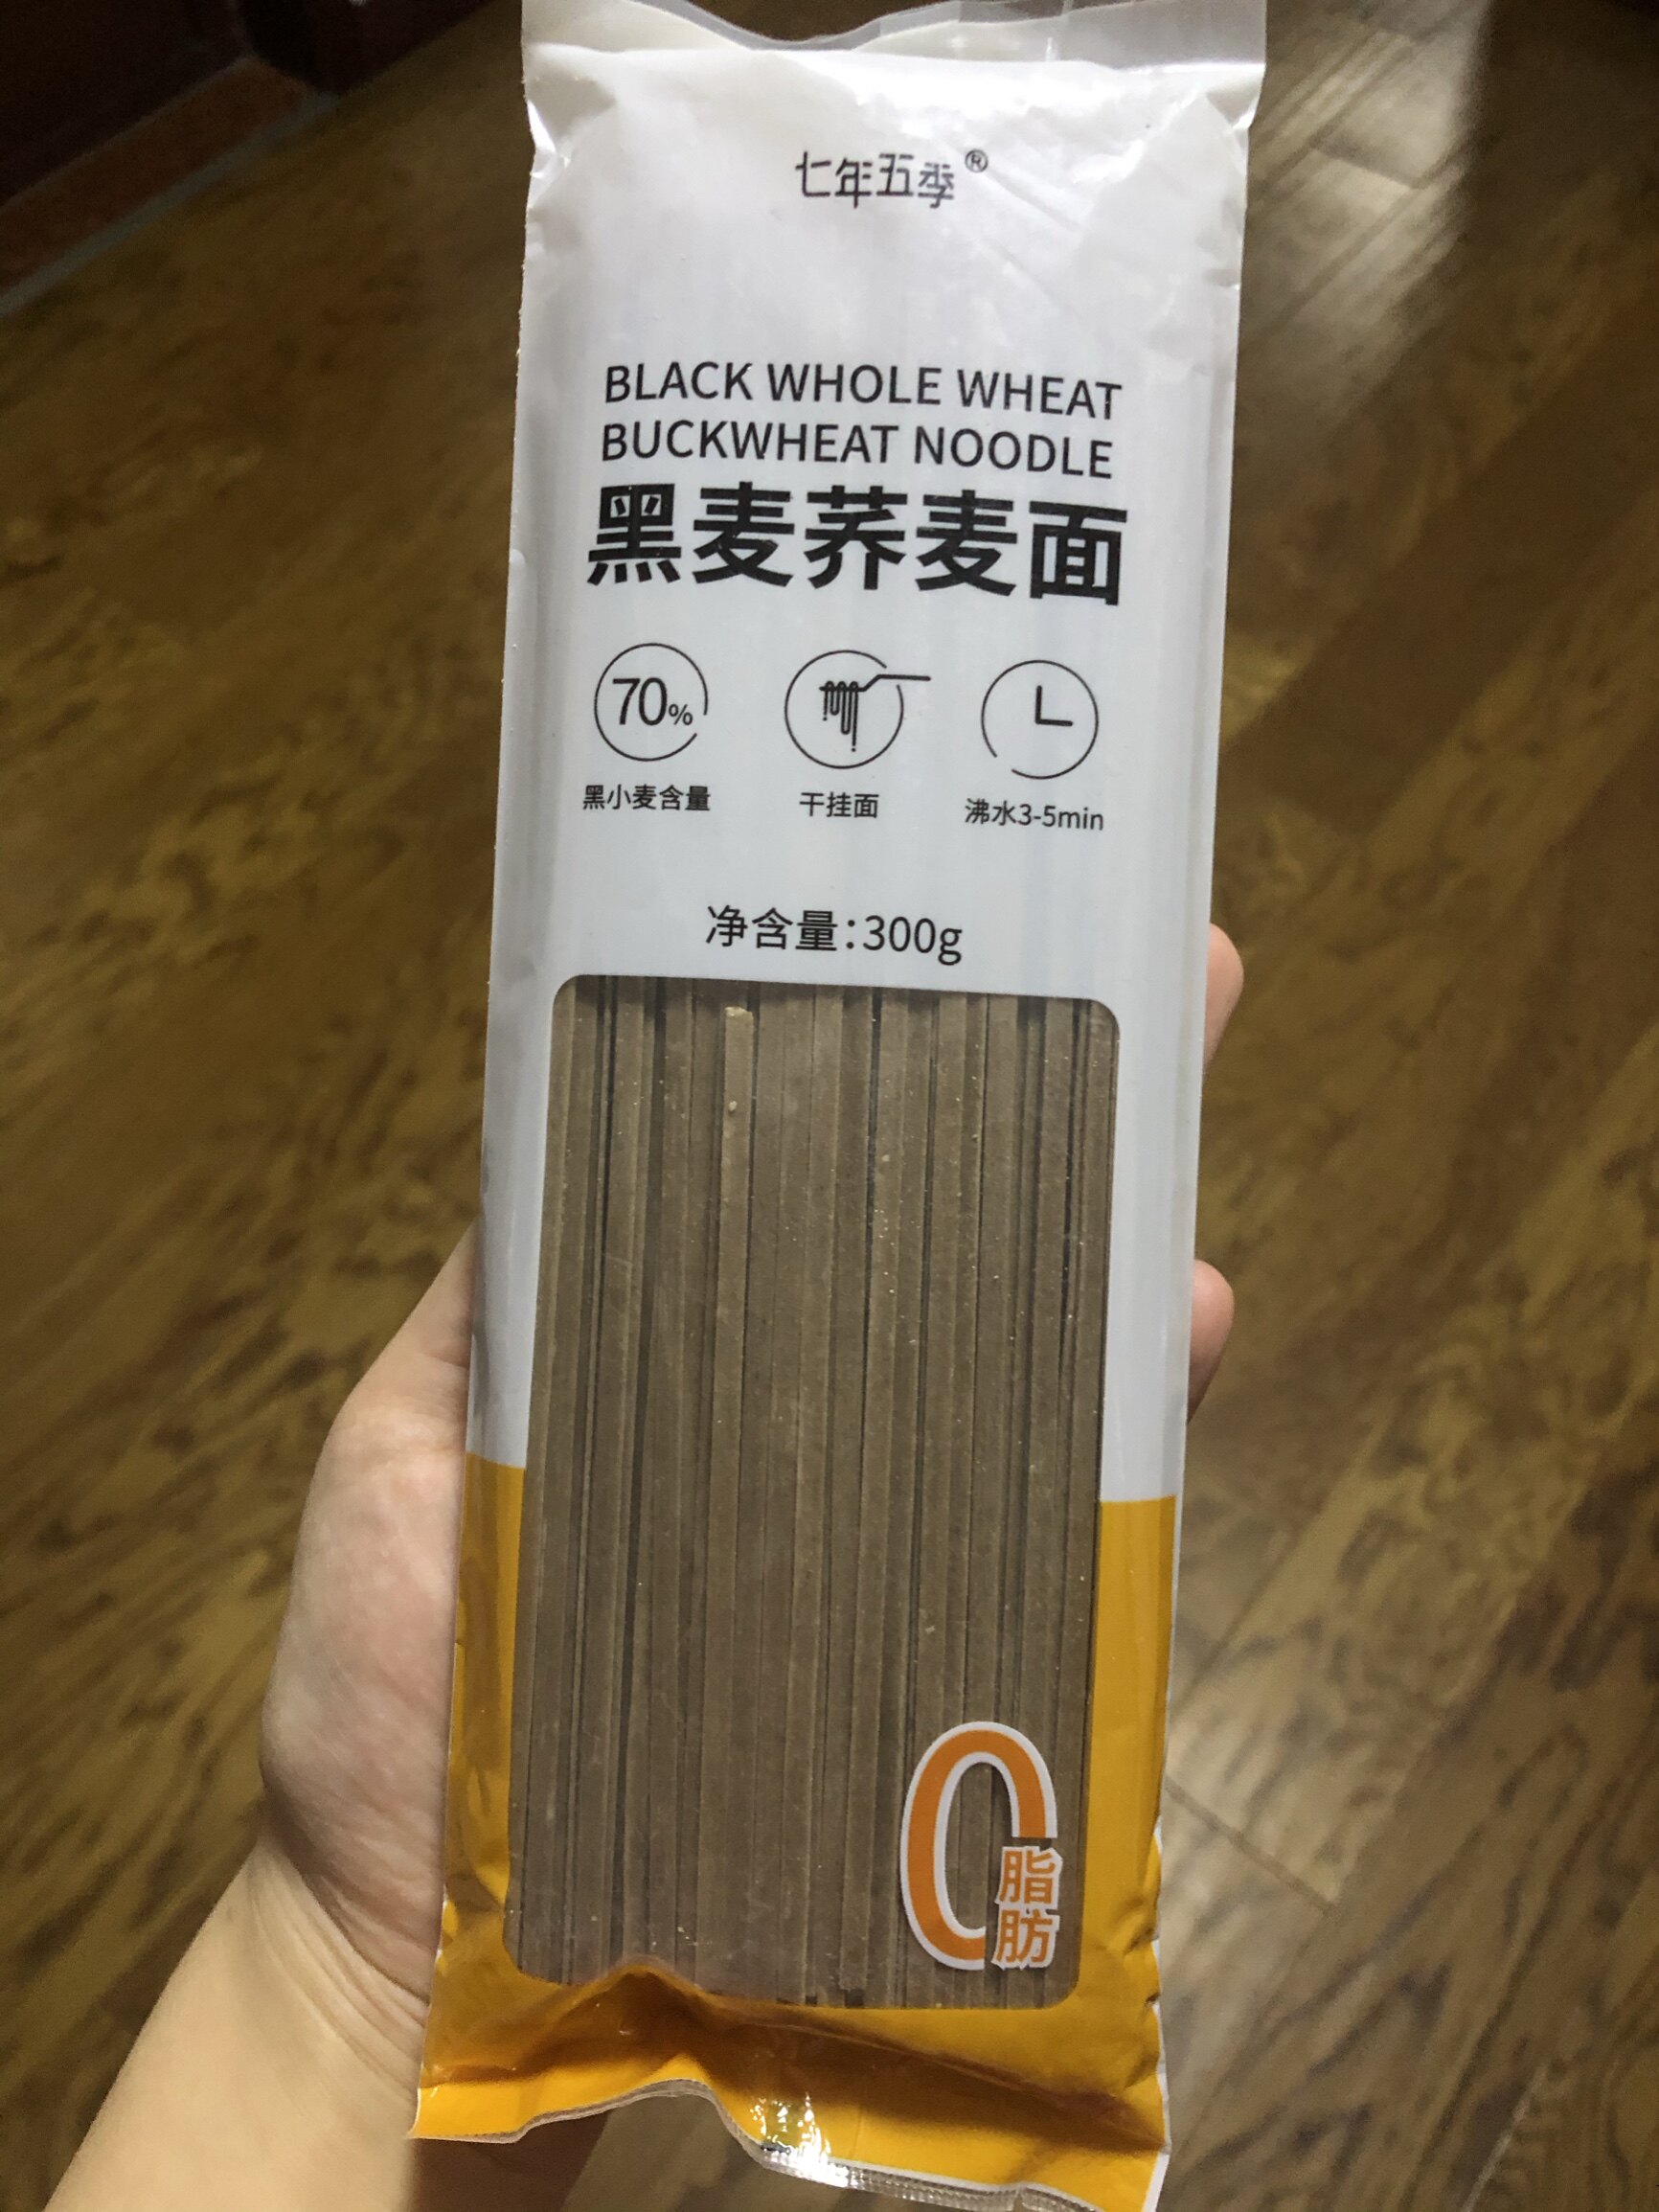 七年五季®
BLACK WHOLE WHEAT
BUCKWHEAT NOODLE
黑麦荞麦面
70%
黑小麦含量
干挂面
沸水3-5min
净含量：300g
0脂肪